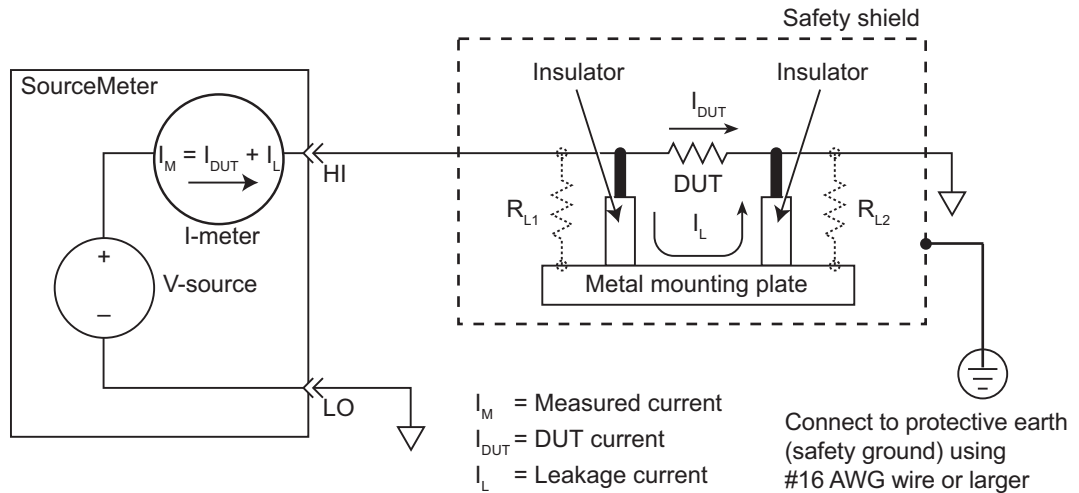 Safety shield
SourceMeter
Insulator
Insulator
I_DUT
I_M = I_DUT + I_L
HI
DUT
R_L1
I_L
R_L2
I-meter
+
V-source
–
Metal mounting plate
LO
I_M = Measured current
I_DUT = DUT current
I_L = Leakage current
Connect to protective earth
(safety ground) using
#16 AWG wire or larger